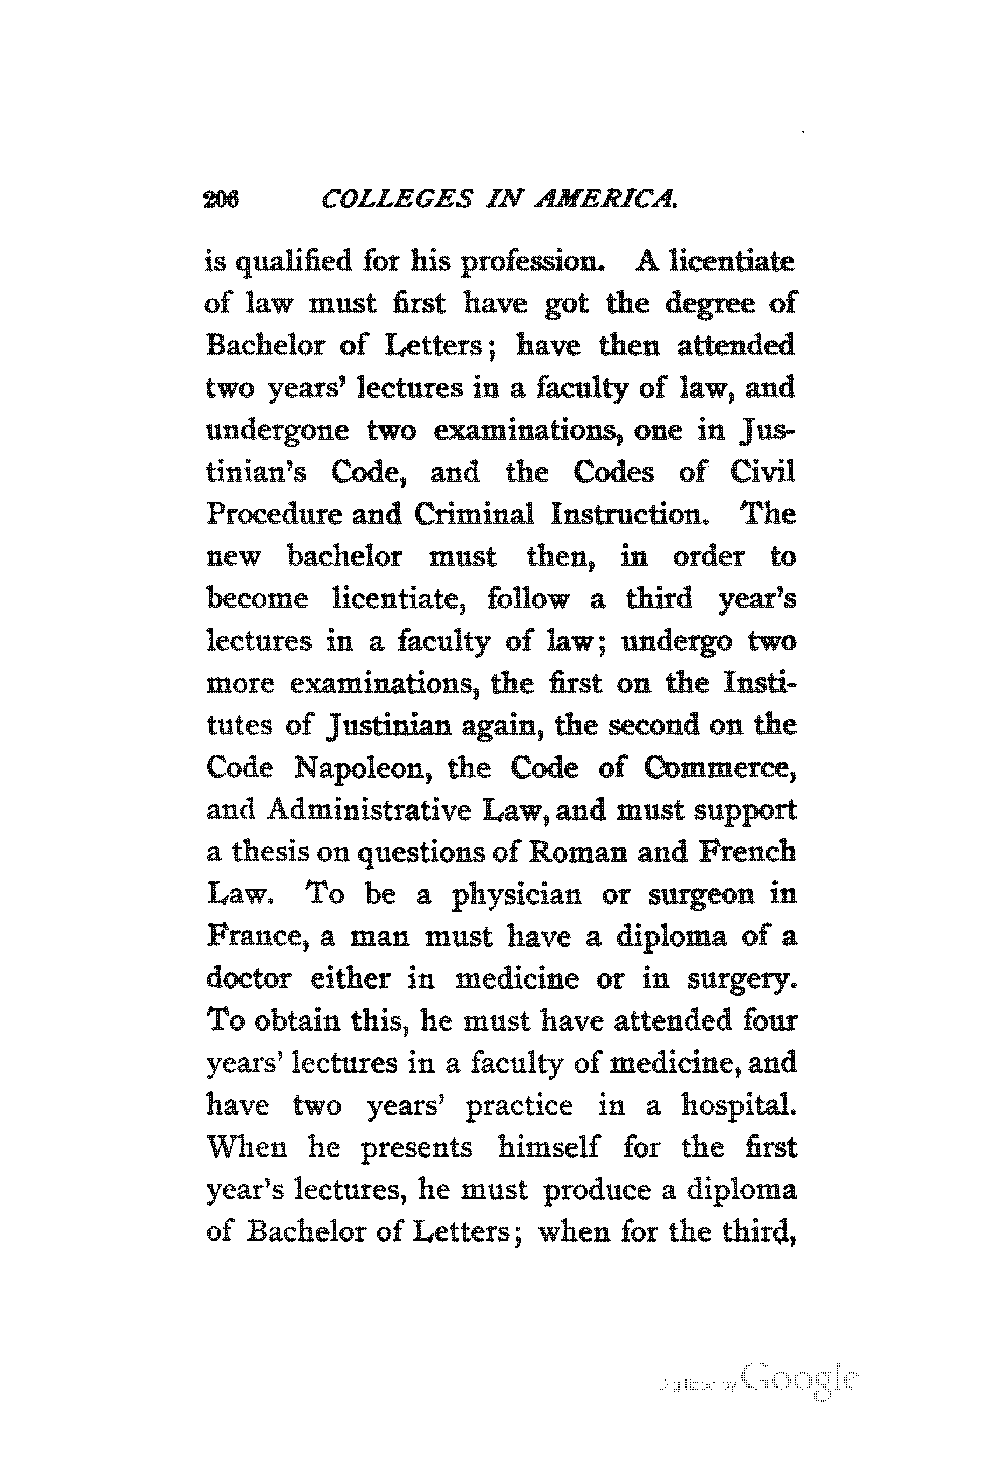 206 COLLEGES IN AMERICA.
is qualified for his profession. A licentiate
of law must first have got the degree of
Bachelor of Letters; have then attended
two years' lectures in a faculty of law, and
undergone two examinations, one in Jus-
tinian's Code, and the Codes of Civil
Procedure and Criminal Instruction. The
new bachelor must then, in order to
become licentiate, follow a third year's
lectures in a faculty of law; undergo two
more examinations, the first on the Insti-
tutes of Justinian again, the second on the
Code Napoleon, the Code of Commerce,
and Administrative Law, and must support
a thesis on questions of Roman and French
Law. To be a physician or surgeon in
France, a man must have a diploma of a
doctor either in medicine or in surgery.
To obtain this, he must have attended four
years' lectures in a faculty of medicine, and
have two years' practice in a hospital.
When he presents himself for the first
year's lectures, he must produce a diploma
of Bachelor of Letters; when for the third,
Digitized by Google